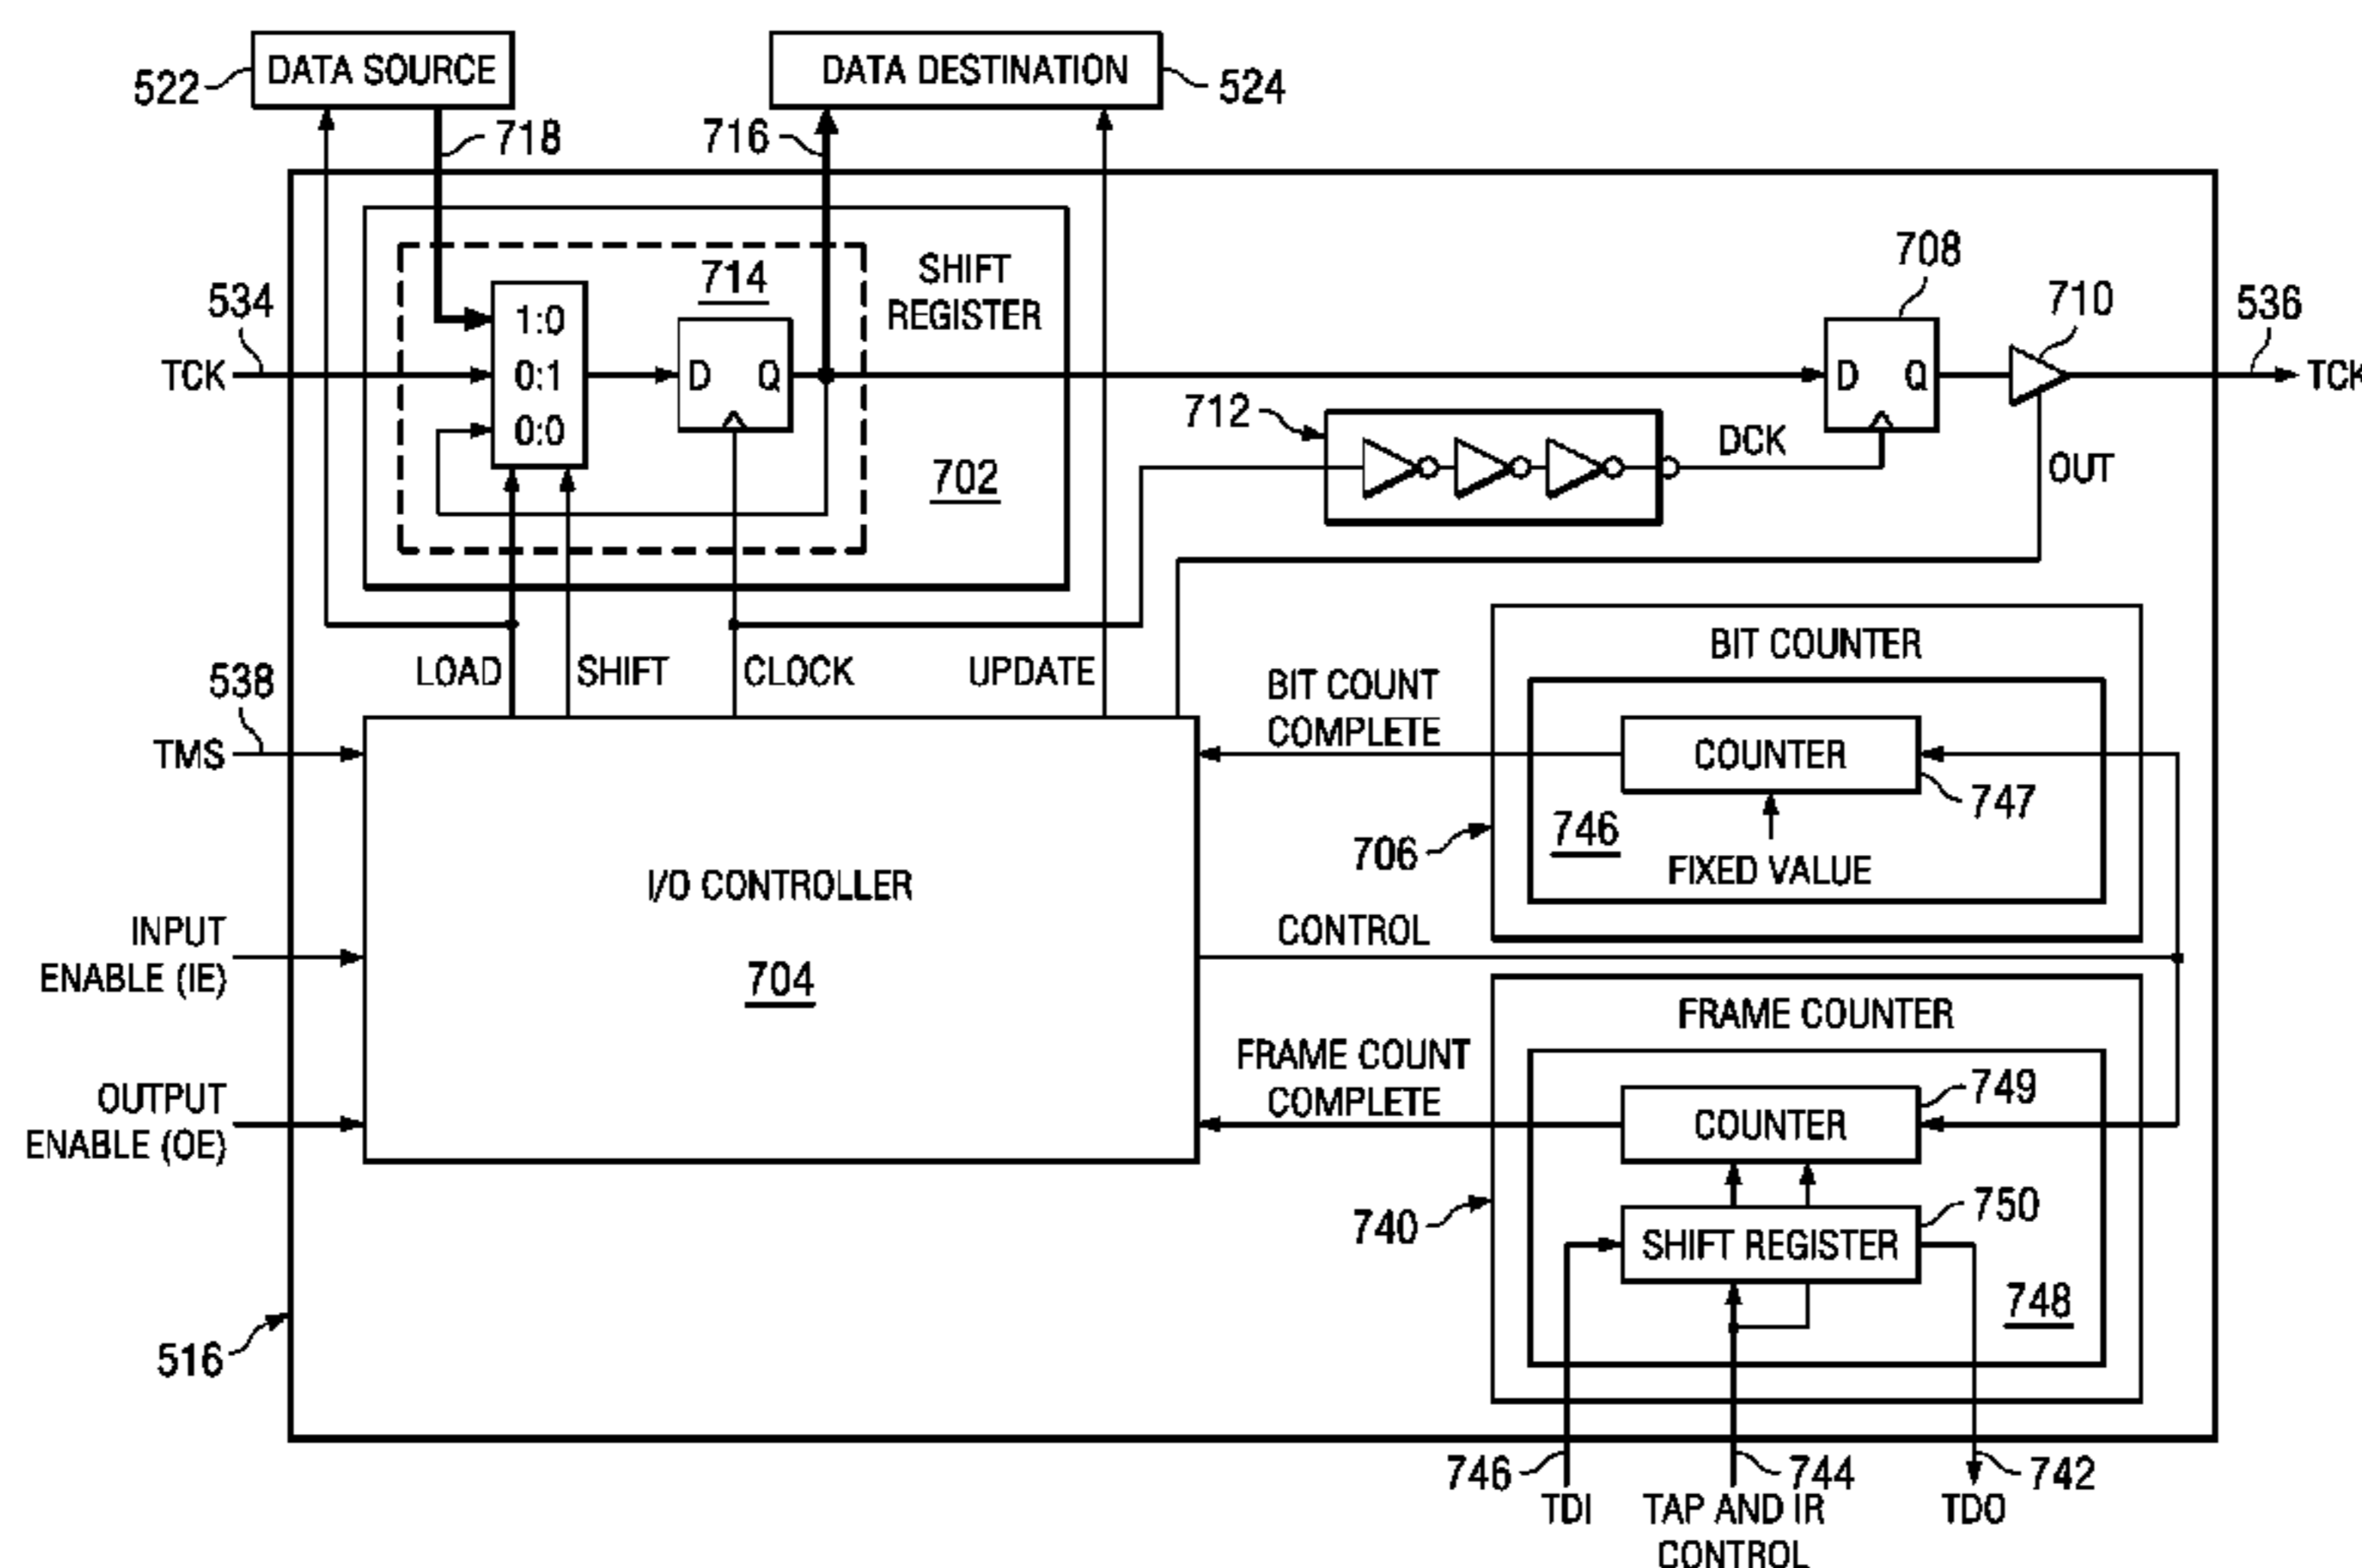 DATA SOURCE
522
718
DATA DESTINATION
524
716
534
TCK
1:0
0:1
0:0
714
D Q
SHIFT
REGISTER
702
708
D Q
710
536
TCK
712
DCK
OUT
LOAD
SHIFT
CLOCK
UPDATE
538
TMS
INPUT
ENABLE (IE)
OUTPUT
ENABLE (OE)
I/O CONTROLLER
704
BIT COUNT
COMPLETE
BIT COUNTER
COUNTER
747
746
706
FIXED VALUE
CONTROL
FRAME COUNTER
FRAME COUNT
COMPLETE
749
COUNTER
750
740
SHIFT REGISTER
748
516
746
TDI
744
TAP AND IR
CONTROL
742
TDO